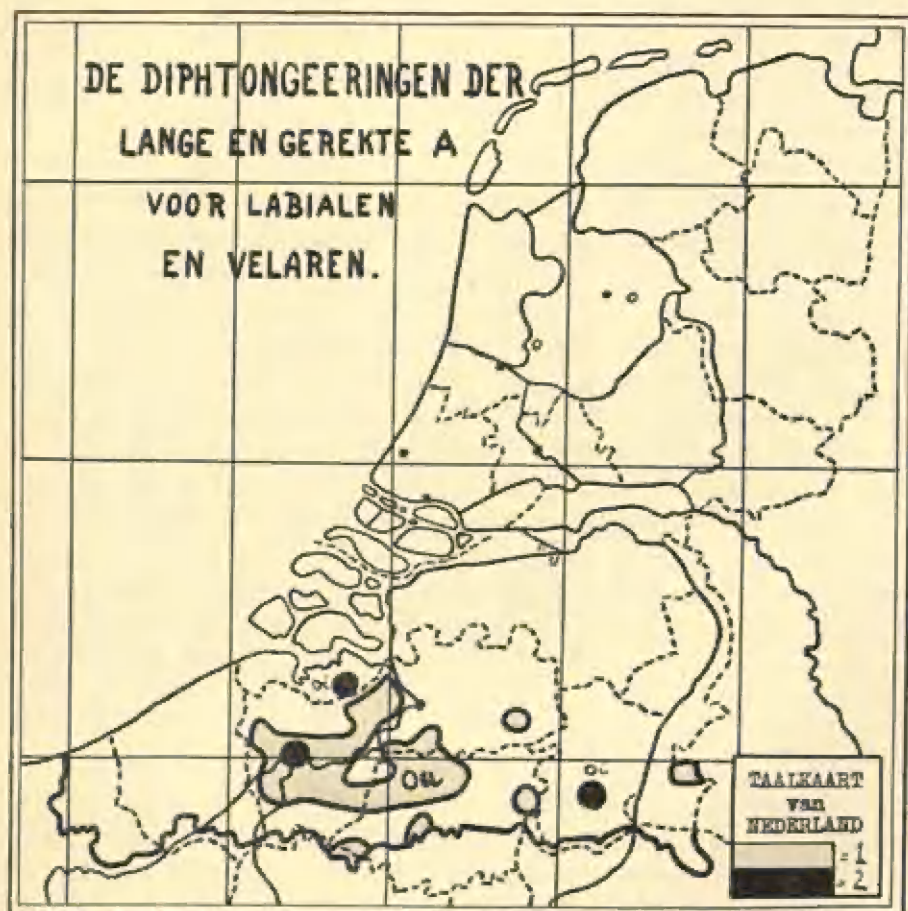 DE DIPHTONGEERINGEN DER
LANGE EN GEREKTE A
VOOR LABIALEN
EN VELAREN.
ou
TAALKAART
van
NEDERLAND
= 1
= 2